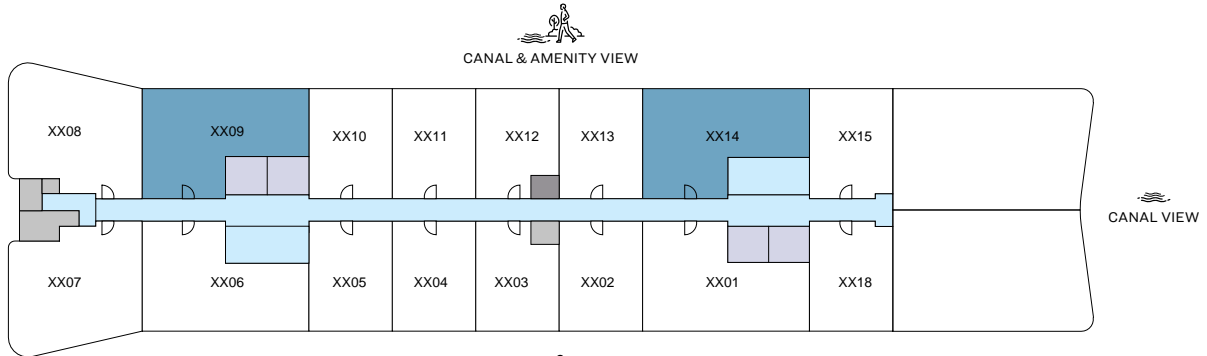 CANAL & AMENITY VIEW
XX08
XX09
XX10
XX11
XX12
XX13
XX14
XX15
CANAL VIEW
XX07
XX06
XX05
XX04
XX03
XX02
XX01
XX18